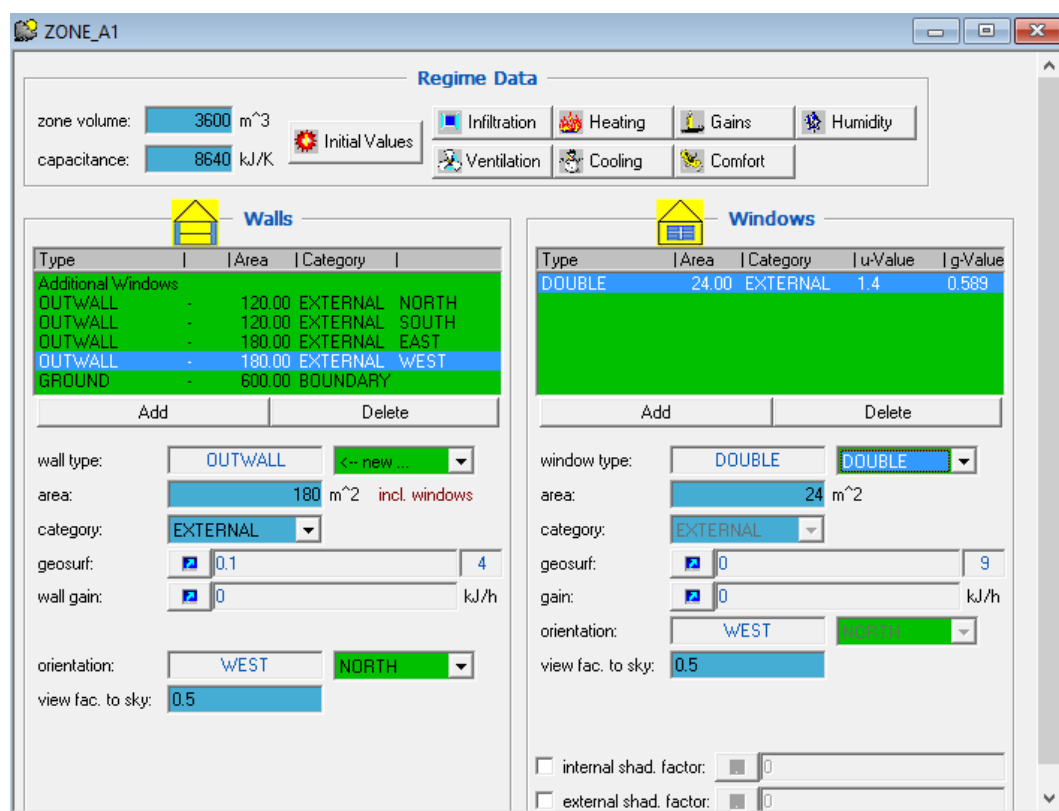 ZONE_A1
Regime Data
zone volume: 3600 m^3
capacitance: 8640 kJ/K
Initial Values
Infiltration Heating Gains Humidity
Ventilation Cooling Comfort
Walls
Type | | Area | Category |
Additional Windows
OUTWALL - 120.00 EXTERNAL NORTH
OUTWALL - 120.00 EXTERNAL SOUTH
OUTWALL - 180.00 EXTERNAL EAST
OUTWALL - 180.00 EXTERNAL WEST
GROUND - 600.00 BOUNDARY
Add Delete
wall type: OUTWALL <-- new ...
area: 180 m^2 incl. windows
category: EXTERNAL
geosurf: 0.1 4
wall gain: 0 kJ/h
orientation: WEST NORTH
view fac. to sky: 0.5
Windows
Type | Area | Category | u-Value | g-Value
DOUBLE 24.00 EXTERNAL 1.4 0.589
Add Delete
window type: DOUBLE DOUBLE
area: 24 m^2
category: EXTERNAL
geosurf: 0 9
gain: 0 kJ/h
orientation: WEST NORTH
view fac. to sky: 0.5
internal shad. factor: 0
external shad. factor: 0